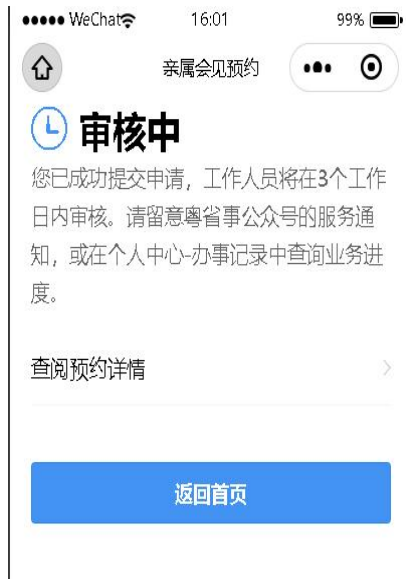 WeChat 16:01 99%
亲属会见预约
审核中
您已成功提交申请，工作人员将在3个工作
日内审核。请留意粤省事公众号的服务通
知，或在个人中心-办事记录中查询业务进
度。
查阅预约详情
返回首页